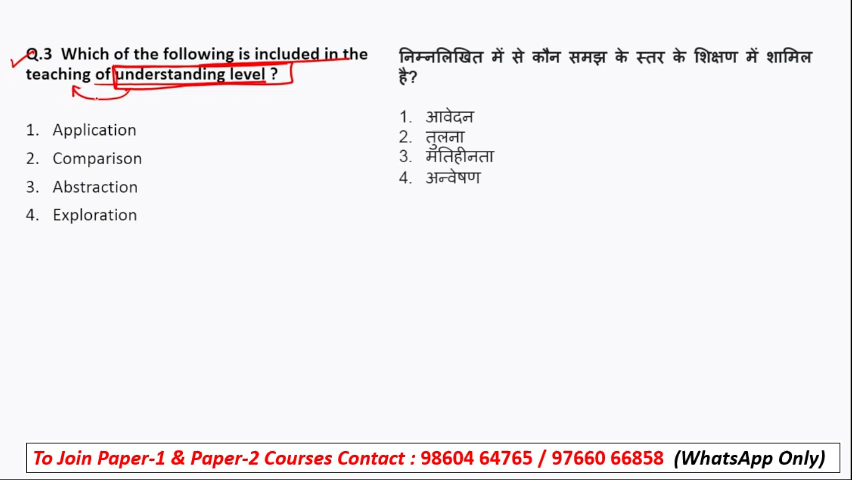 Q.3 Which of the following is included in the
teaching of understanding level ?
1. Application
2. Comparison
3. Abstraction
4. Exploration
निम्नलिखित में से कौन समझ के स्तर के शिक्षण में शामिल
है?
1. आवेदन
2. तुलना
3. मतिहीनता
4. अन्वेषण
To Join Paper-1 & Paper-2 Courses Contact : 98604 64765 / 97660 66858 (WhatsApp Only)